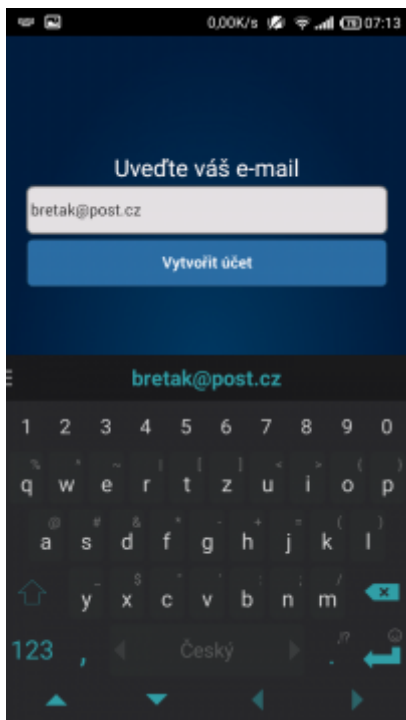 0,00K/s 78 07:13
Uveďte váš e-mail
bretak@post.cz
Vytvořit účet
bretak@post.cz
1 2 3 4 5 6 7 8 9 0
q w e r t z u i o p
a s d f g h j k l
y x c v b n m
123 , Český . ,!?